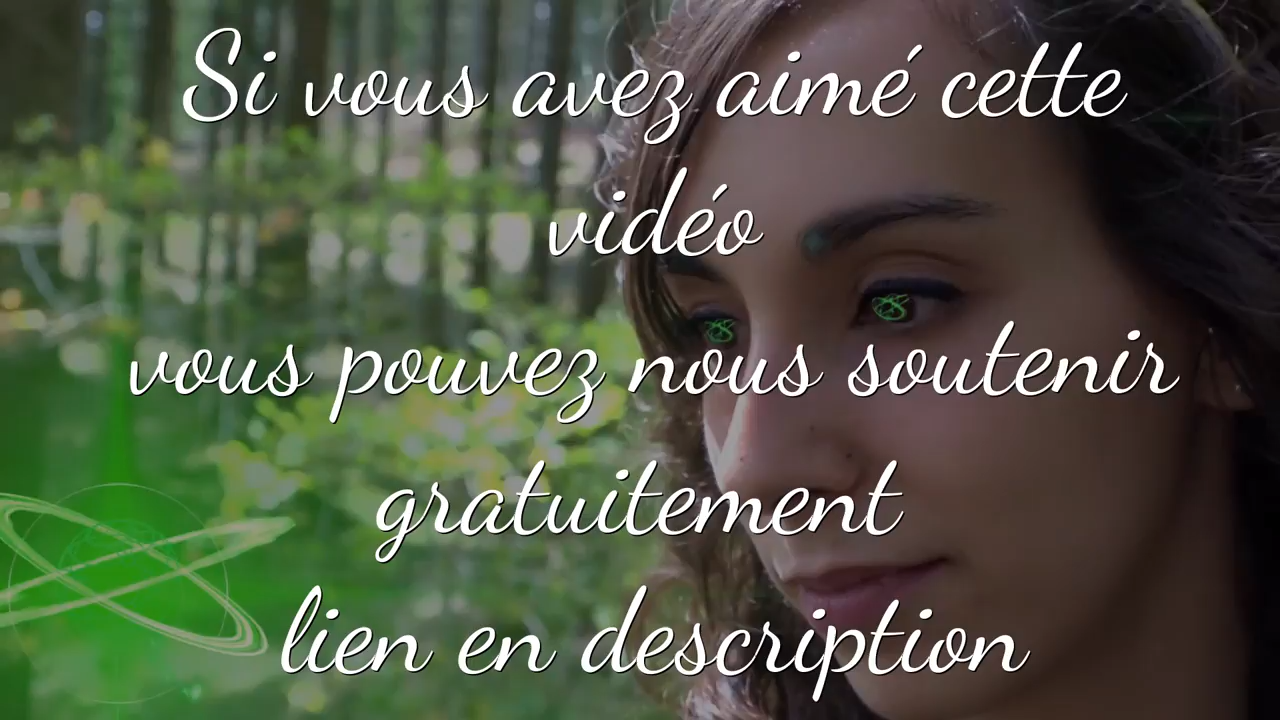 Si vous avez aimé cette
vidéo
vous pouvez nous soutenir
gratuitement
lien en description